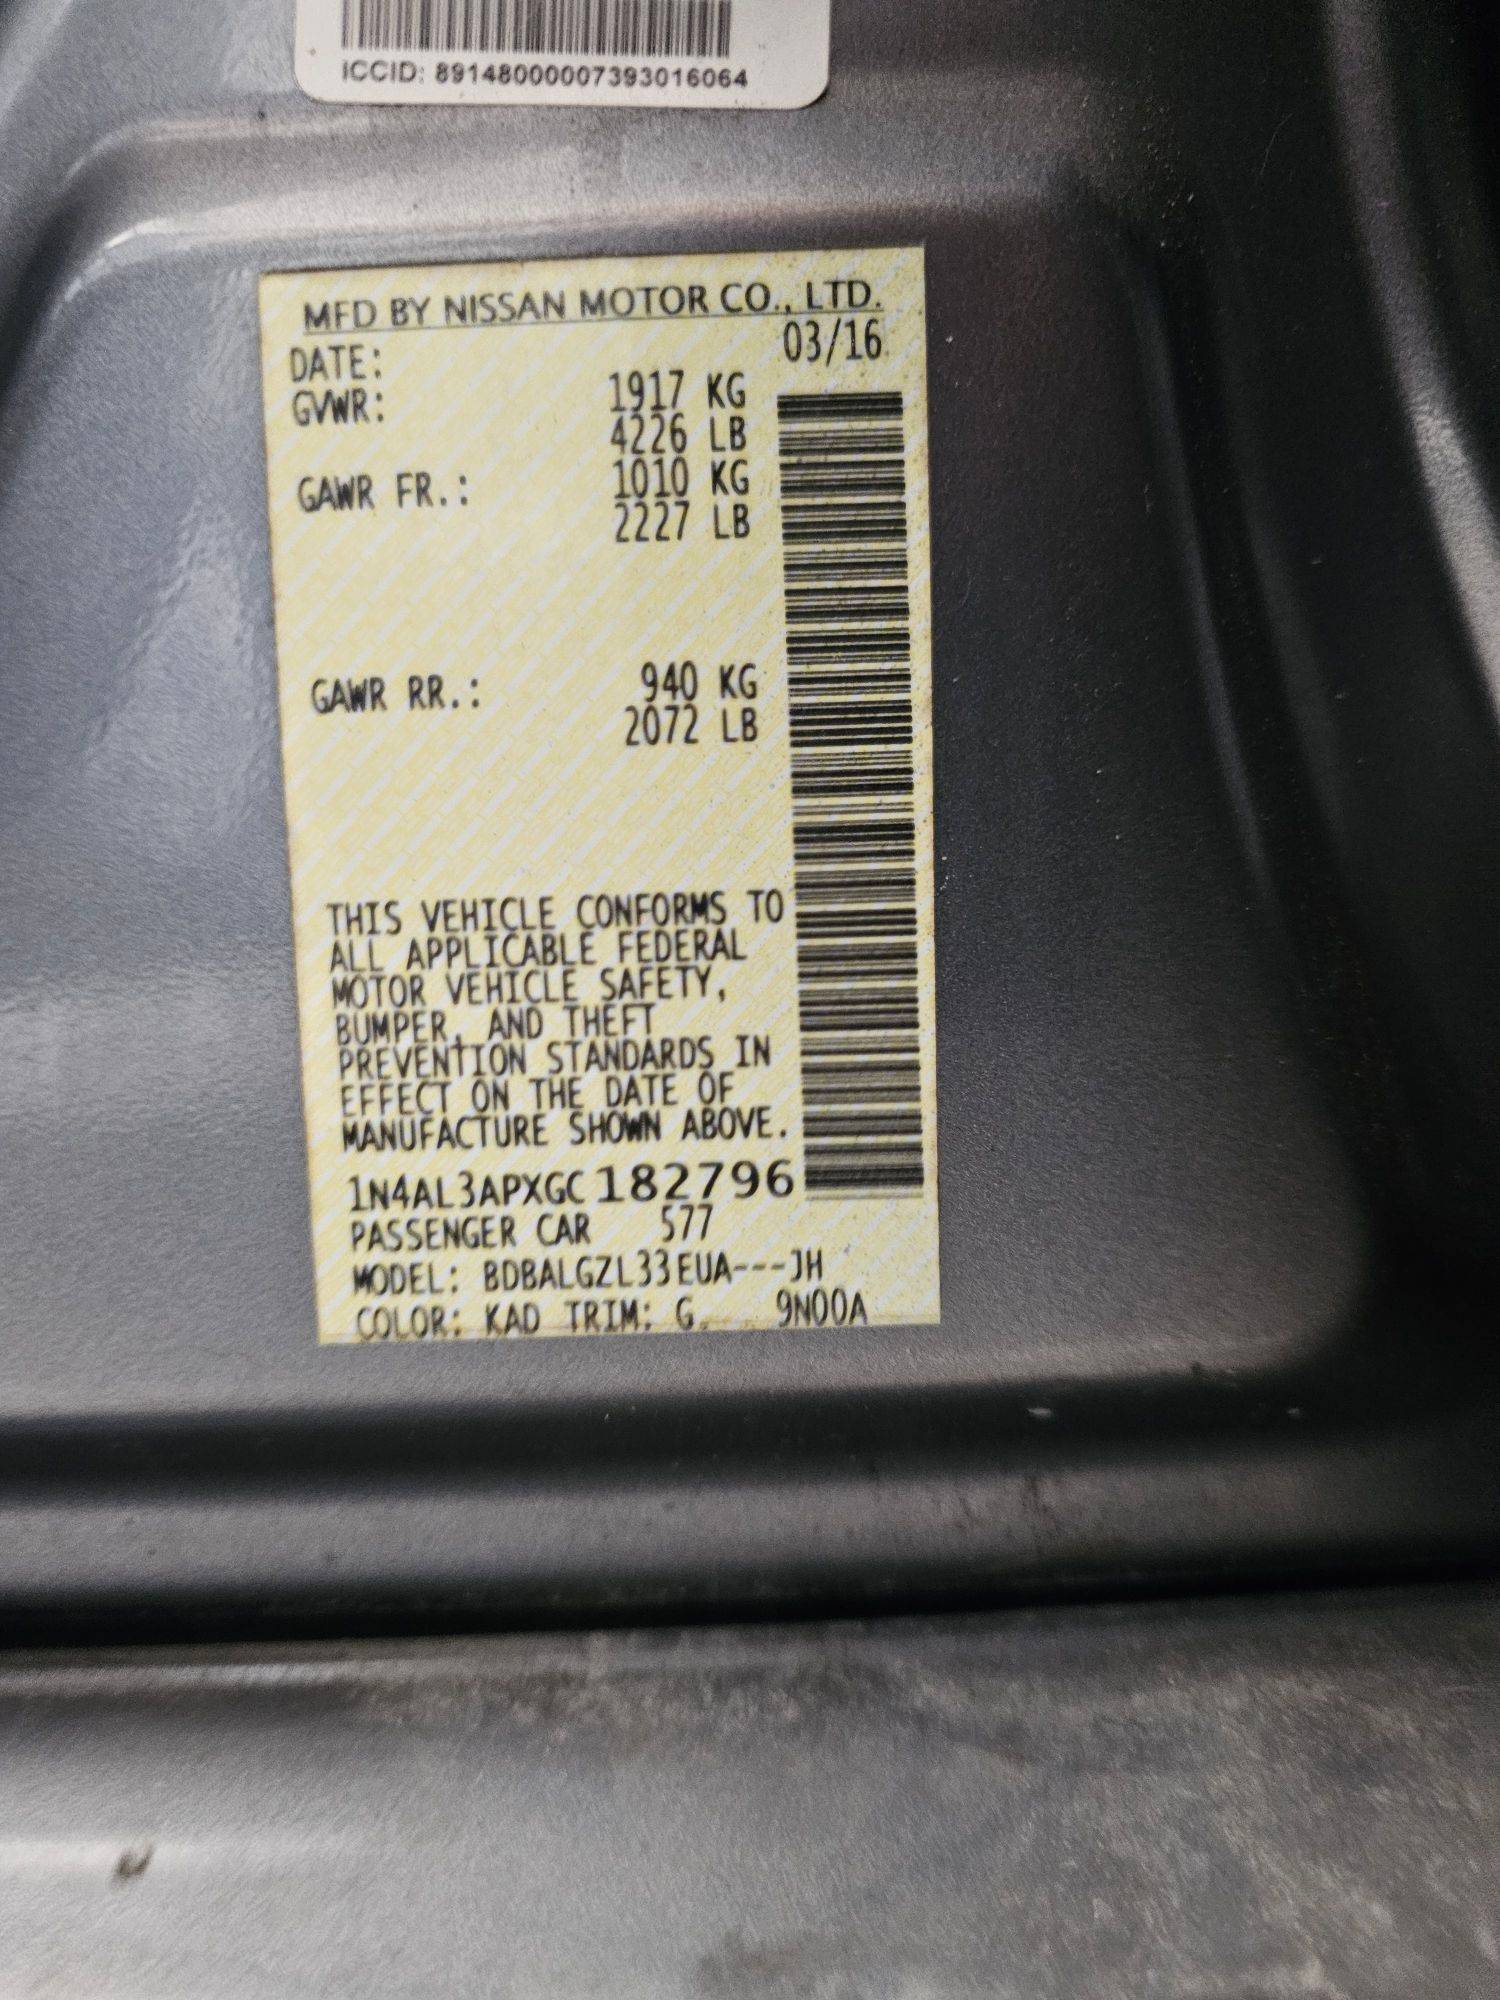 ICCID: 89148000007393016064
MFD BY NISSAN MOTOR CO., LTD.
DATE: 03/16
GVWR: 1917 KG
4226 LB
GAWR FR.: 1010 KG
2227 LB
GAWR RR.: 940 KG
2072 LB
THIS VEHICLE CONFORMS TO
ALL APPLICABLE FEDERAL
MOTOR VEHICLE SAFETY,
BUMPER, AND THEFT
PREVENTION STANDARDS IN
EFFECT ON THE DATE OF
MANUFACTURE SHOWN ABOVE.
1N4AL3APXGC182796
PASSENGER CAR 577
MODEL: BDBALGZL33EUA---JH
COLOR: KAD TRIM: G 9N00A